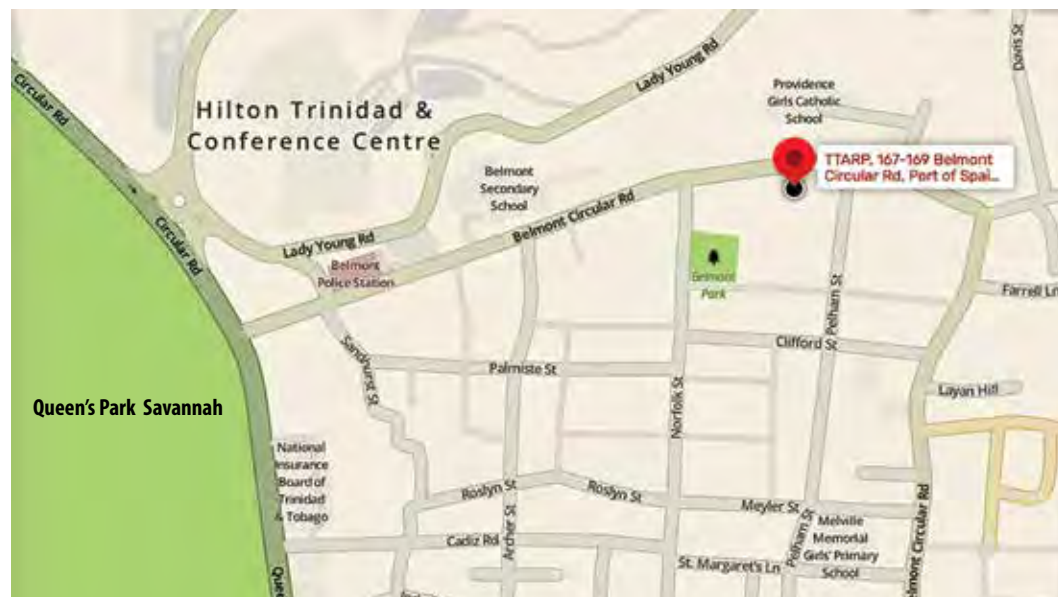 Circular Rd
Hilton Trinidad &
Conference Centre
Lady Young Rd
Providence
Girls Catholic
School
Davis St
TTARP, 167-169 Belmont
Circular Rd, Port of Spai...
Belmont
Secondary
School
Belmont Circular Rd
Circular Rd
Lady Young Rd
Belmont
Police Station
Belmont
Park
Pelham St
Farrell Ln
Sandhurst St
Palmiste St
Clifford St
Queen's Park Savannah
Norfolk St
Layan Hill
National
Insurance
Board of
Trinidad
& Tobago
Roslyn St
Roslyn St
Meyler St
Archer St
Cadiz Rd
Pelham St
Melville
Memorial
Girls' Primary
School
St. Margaret's Ln
elmont Circular Rd
Quee